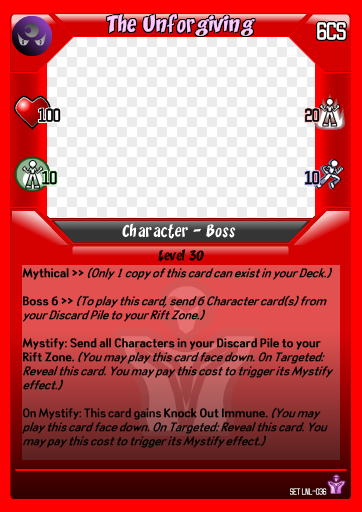 The Unforgiving
6CS
100
20
10
10
Character - Boss
Level 30
Mythical >> (Only 1 copy of this card can exist in your Deck.)
Boss 6 >> (To play this card, send 6 Character card(s) from
your Discard Pile to your Rift Zone.)
Mystify: Send all Characters in your Discard Pile to your
Rift Zone. (You may play this card face down. On Targeted:
Reveal this card. You may pay this cost to trigger its Mystify
effect.)
On Mystify: This card gains Knock Out Immune. (You may
play this card face down. On Targeted: Reveal this card. You
may pay this cost to trigger its Mystify effect.)
SET LNL-036